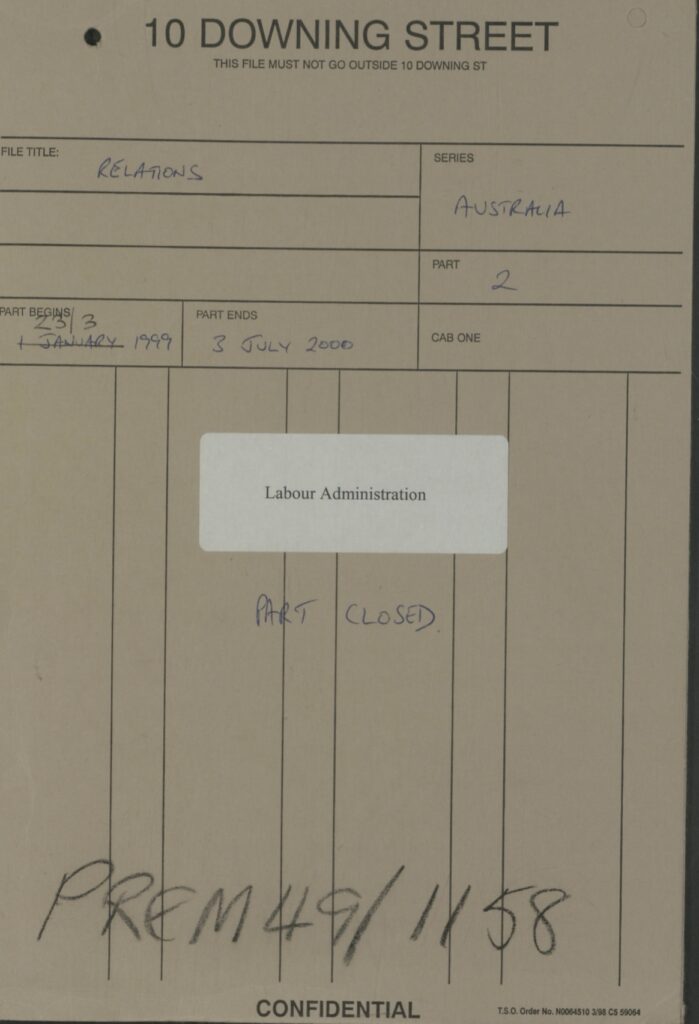 10 DOWNING STREET
THIS FILE MUST NOT GO OUTSIDE 10 DOWNING ST
FILE TITLE:
RELATIONS
SERIES
AUSTRALIA
PART
2
PART BEGINS
23/3
1 JANUARY 1999
PART ENDS
3 JULY 2000
CAB ONE
Labour Administration
PART CLOSED
PREM 49/1158
CONFIDENTIAL
T.S.O. Order No. N0064510 3/98 C5 59064